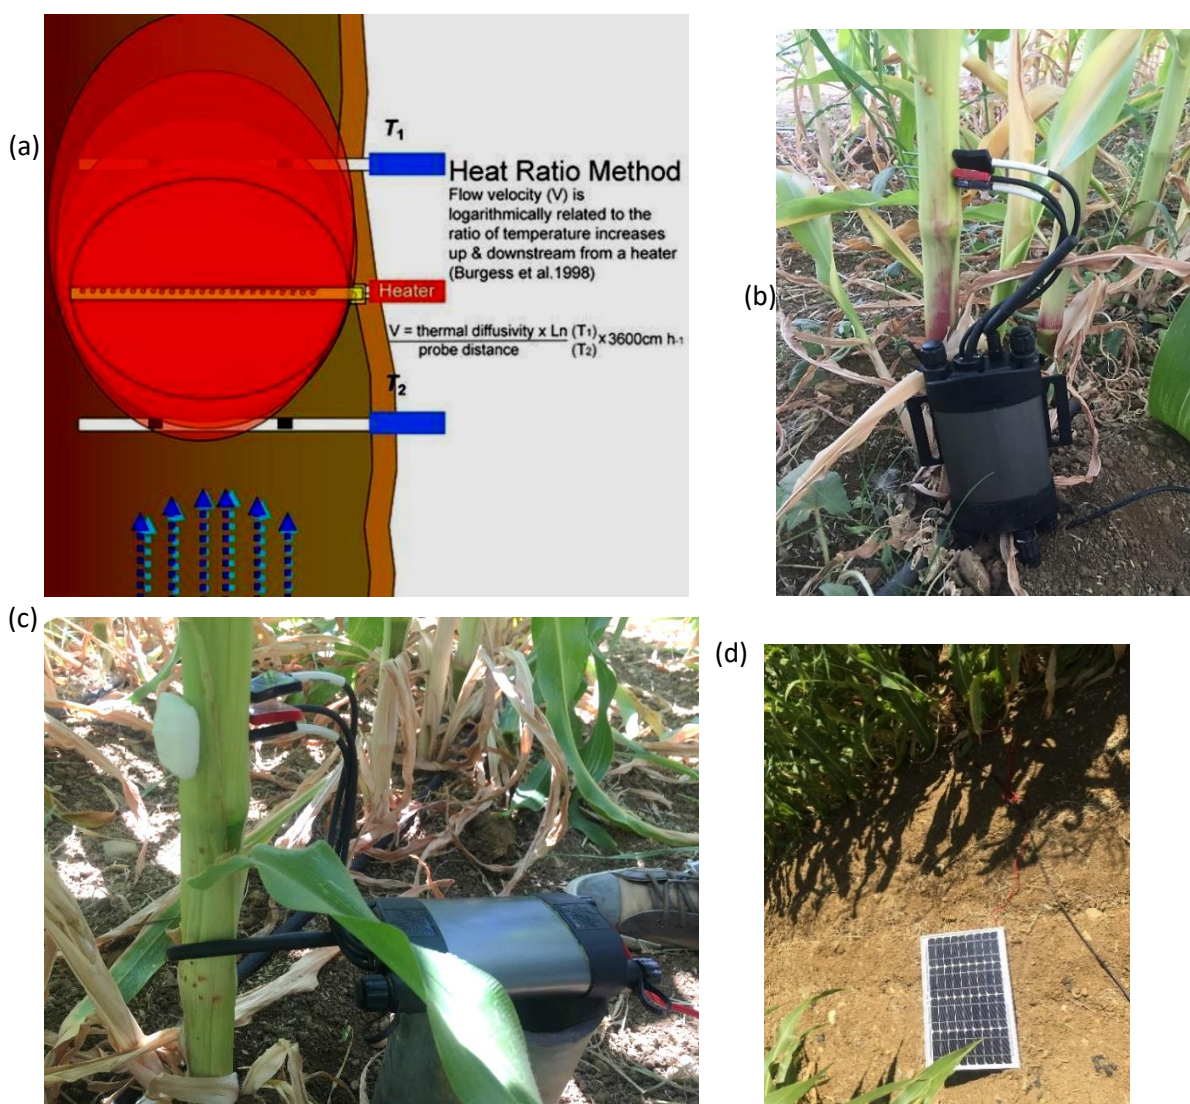 (a)
T1
Heat Ratio Method
Flow velocity (V) is
logarithmically related to the
ratio of temperature increases
up & downstream from a heater
(Burgess et al.1998)
Heater
V = thermal diffusivity x Ln (T1) x 3600cm h-1
probe distance (T2)
T2
(b)
(c)
(d)